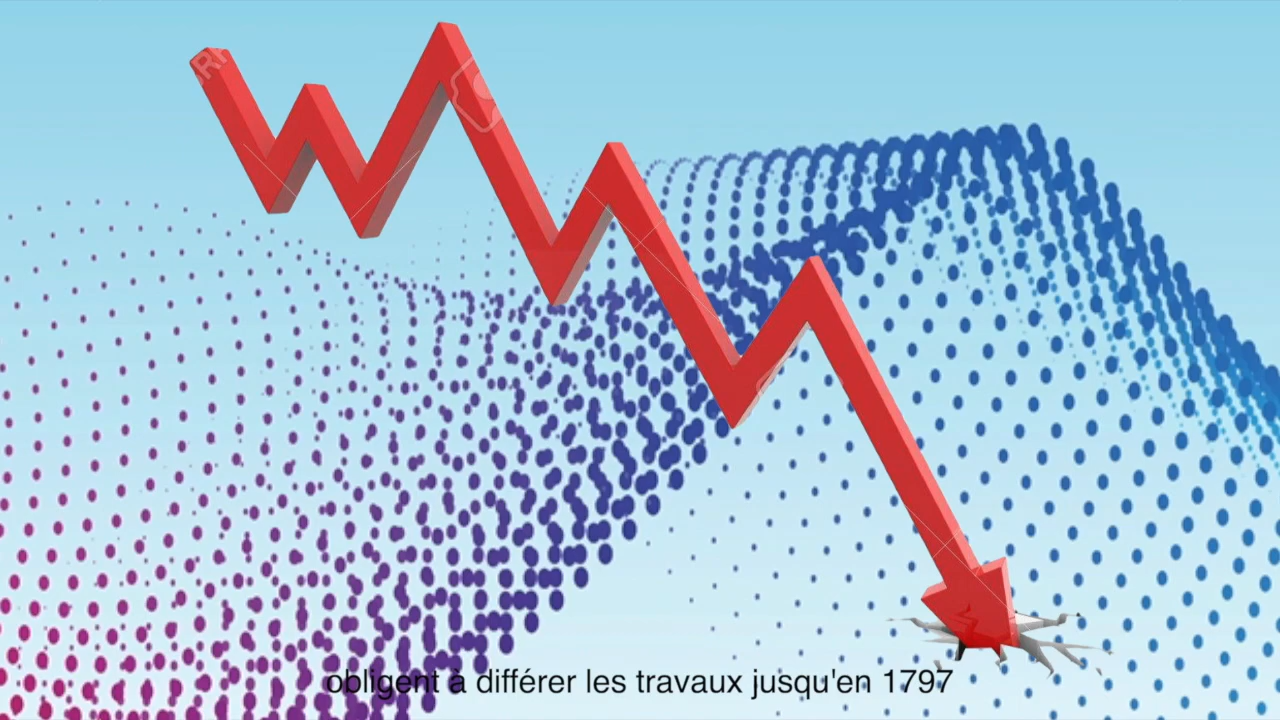 obligent à différer les travaux jusqu'en 1797